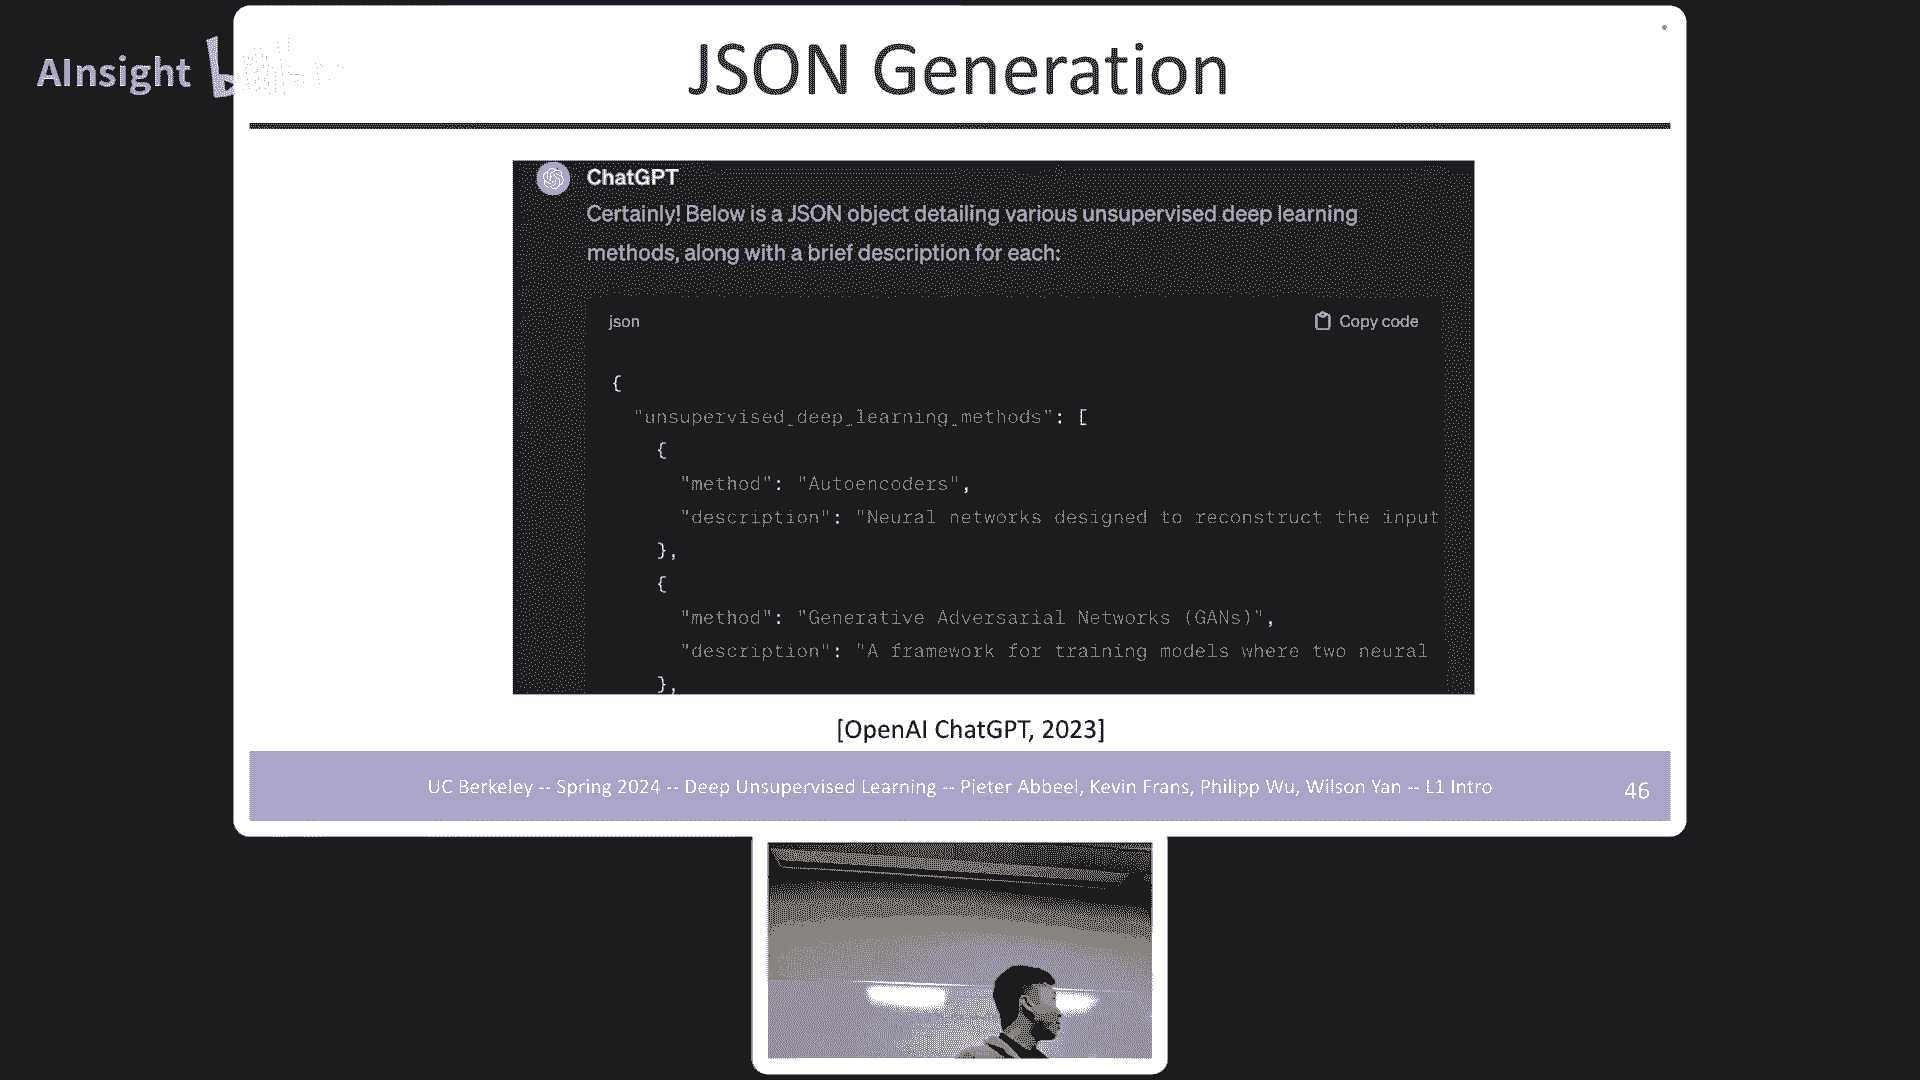 AInsight
JSON Generation
ChatGPT
Certainly! Below is a JSON object detailing various unsupervised deep learning
methods, along with a brief description for each:
json
Copy code
{
"unsupervised_deep_learning_methods": [
{
"method": "Autoencoders",
"description": "Neural networks designed to reconstruct the input
},
{
"method": "Generative Adversarial Networks (GANs)",
"description": "A framework for training models where two neural
},
[OpenAI ChatGPT, 2023]
UC Berkeley -- Spring 2024 -- Deep Unsupervised Learning -- Pieter Abbeel, Kevin Frans, Philipp Wu, Wilson Yan -- L1 Intro
46